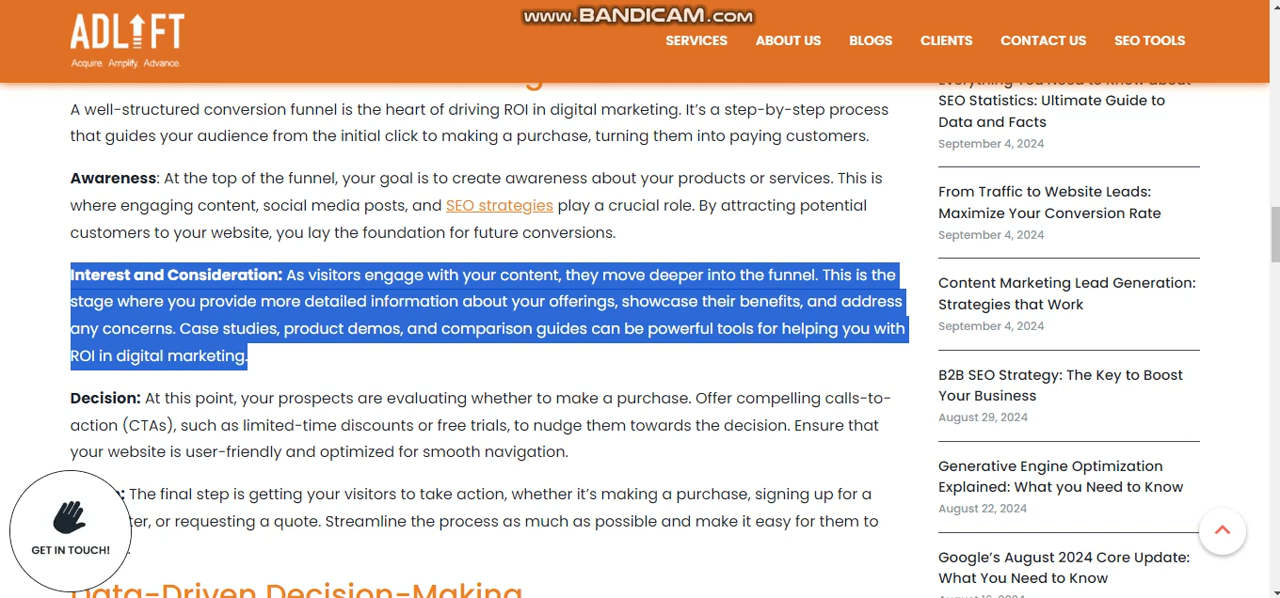 www.BANDICAM.com
ADLIFT
Acquire. Amplify. Advance.
SERVICES
ABOUT US
BLOGS
CLIENTS
CONTACT US
SEO TOOLS
A well-structured conversion funnel is the heart of driving ROI in digital marketing. It’s a step-by-step process
that guides your audience from the initial click to making a purchase, turning them into paying customers.
Awareness: At the top of the funnel, your goal is to create awareness about your products or services. This is
where engaging content, social media posts, and SEO strategies play a crucial role. By attracting potential
customers to your website, you lay the foundation for future conversions.
Interest and Consideration: As visitors engage with your content, they move deeper into the funnel. This is the
stage where you provide more detailed information about your offerings, showcase their benefits, and address
any concerns. Case studies, product demos, and comparison guides can be powerful tools for helping you with
ROI in digital marketing.
Decision: At this point, your prospects are evaluating whether to make a purchase. Offer compelling calls-to-
action (CTAs), such as limited-time discounts or free trials, to nudge them towards the decision. Ensure that
your website is user-friendly and optimized for smooth navigation.
The final step is getting your visitors to take action, whether it’s making a purchase, signing up for a
or requesting a quote. Streamline the process as much as possible and make it easy for them to
Data-Driven Decision-Making
GET IN TOUCH!
Everything You Need to Know about
SEO Statistics: Ultimate Guide to
Data and Facts
September 4, 2024
From Traffic to Website Leads:
Maximize Your Conversion Rate
September 4, 2024
Content Marketing Lead Generation:
Strategies that Work
September 4, 2024
B2B SEO Strategy: The Key to Boost
Your Business
August 29, 2024
Generative Engine Optimization
Explained: What you Need to Know
August 22, 2024
Google’s August 2024 Core Update:
What You Need to Know